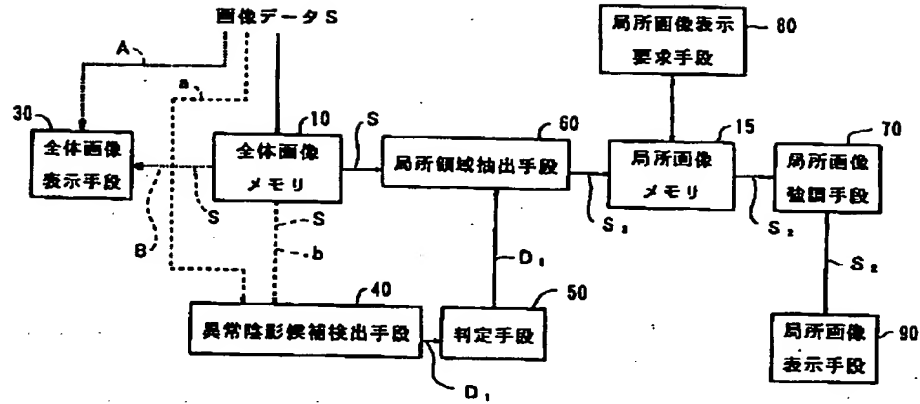 画像データS
局所画像表示
要求手段
80
A
a
30
全体画像
表示手段
10
全体画像
メモリ
S
60
局所領域抽出手段
15
局所画像
メモリ
70
局所画像
強調手段
B
S
S
b
S₂
S₂
S₂
D₁
40
異常陰影候補検出手段
50
判定手段
D₁
局所画像
表示手段
90